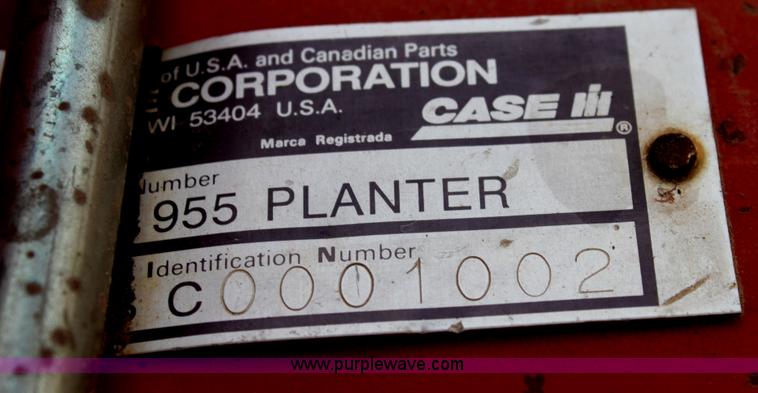 of U.S.A. and Canadian Parts
E CORPORATION
WI 53404 U.S.A.
CASE IH ®
Marca Registrada
Number
955 PLANTER
Identification Number
C0001002
www.purplewave.com